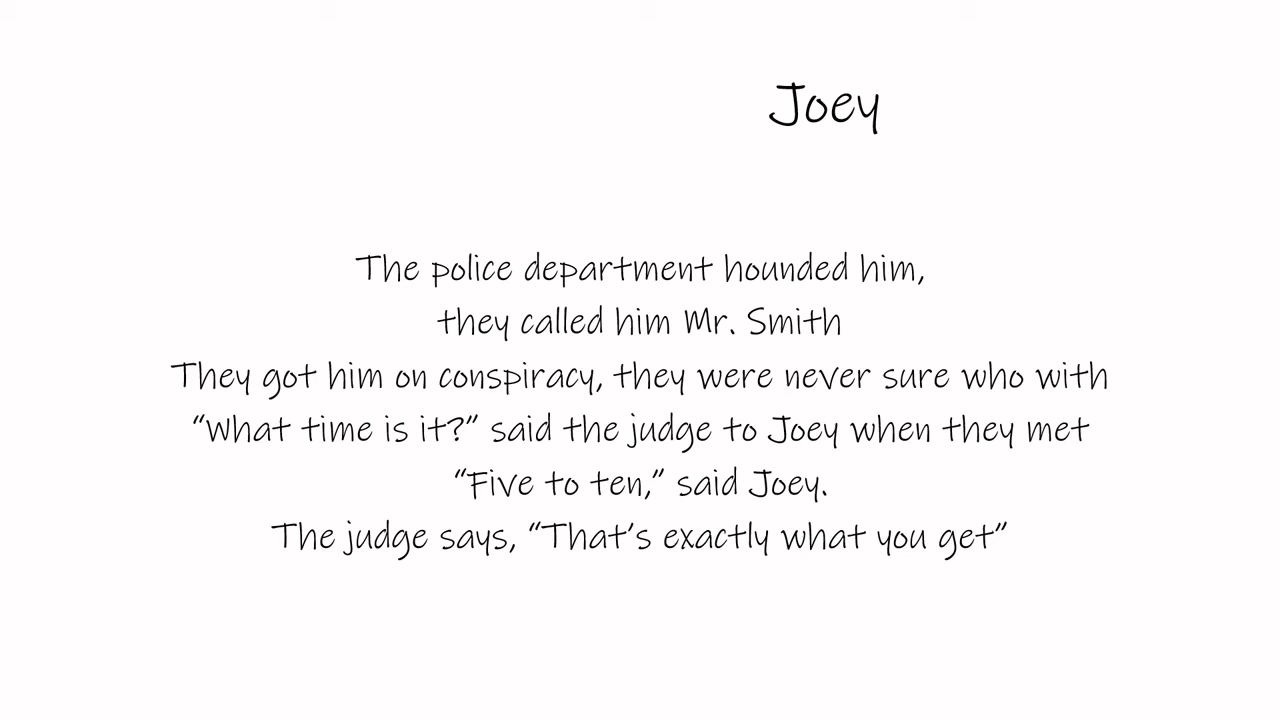 Joey
The police department hounded him,
they called him Mr. Smith
They got him on conspiracy, they were never sure who with
“What time is it?” said the judge to Joey when they met
“Five to ten,” said Joey.
The judge says, “That’s exactly what you get”